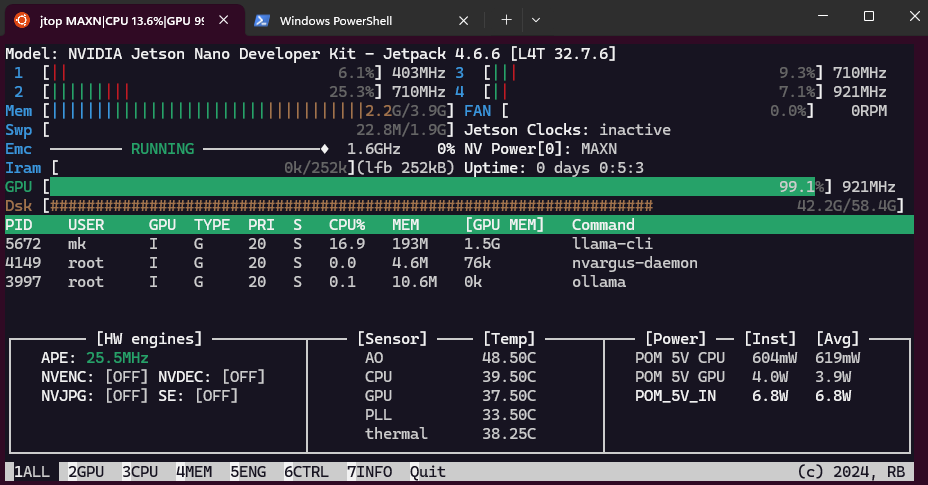 jtop MAXN|CPU 13.6%|GPU 99 Windows PowerShell
Model: NVIDIA Jetson Nano Developer Kit - Jetpack 4.6.6 [L4T 32.7.6]
1 [|| 6.1%] 403MHz 3 [||| 9.3%] 710MHz
2 [||||||||| 25.3%] 710MHz 4 [|| 7.1%] 921MHz
Mem [|||||||||||||||||||||||||||||||||||2.2G/3.9G] FAN [ 0.0%] 0RPM
Swp [ 22.8M/1.9G] Jetson Clocks: inactive
Emc RUNNING 1.6GHz 0% NV Power[0]: MAXN
Iram [ 0k/252k](lfb 252kB) Uptime: 0 days 0:5:3
GPU [ 99.1%] 921MHz
Dsk [################################################################### 42.2G/58.4G]
PID USER GPU TYPE PRI S CPU% MEM [GPU MEM] Command
5672 mk I G 20 S 16.9 193M 1.5G llama-cli
4149 root I G 20 S 0.0 4.6M 76k nvargus-daemon
3997 root I G 20 S 0.1 10.6M 0k ollama
[HW engines] [Sensor] [Temp] [Power] [Inst] [Avg]
APE: 25.5MHz AO 48.50C POM 5V CPU 604mW 619mW
NVENC: [OFF] NVDEC: [OFF] CPU 39.50C POM 5V GPU 4.0W 3.9W
NVJPG: [OFF] SE: [OFF] GPU 37.50C POM_5V_IN 6.8W 6.8W
PLL 33.50C
thermal 38.25C
1ALL 2GPU 3CPU 4MEM 5ENG 6CTRL 7INFO Quit (c) 2024, RB